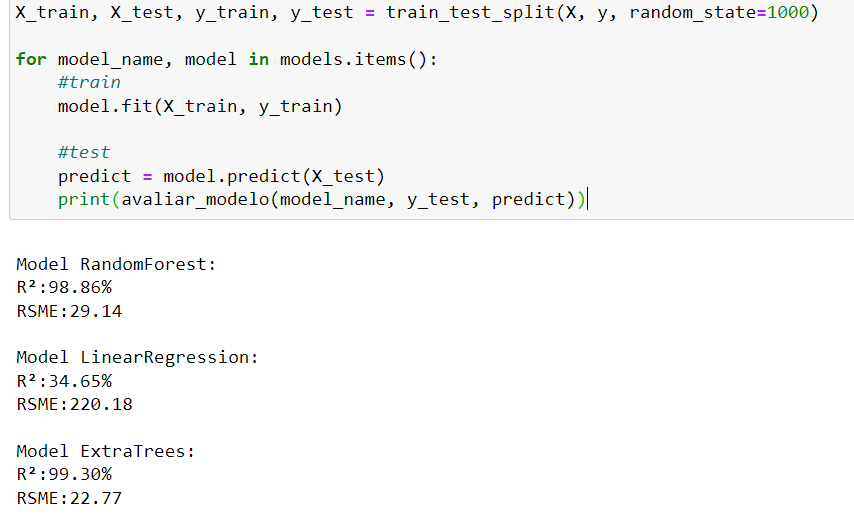 X_train, X_test, y_train, y_test = train_test_split(X, y, random_state=1000)
for model_name, model in models.items():
#train
model.fit(X_train, y_train)
#test
predict = model.predict(X_test)
print(avaliar_modelo(model_name, y_test, predict))
Model RandomForest:
R²:98.86%
RSME:29.14
Model LinearRegression:
R²:34.65%
RSME:220.18
Model ExtraTrees:
R²:99.30%
RSME:22.77